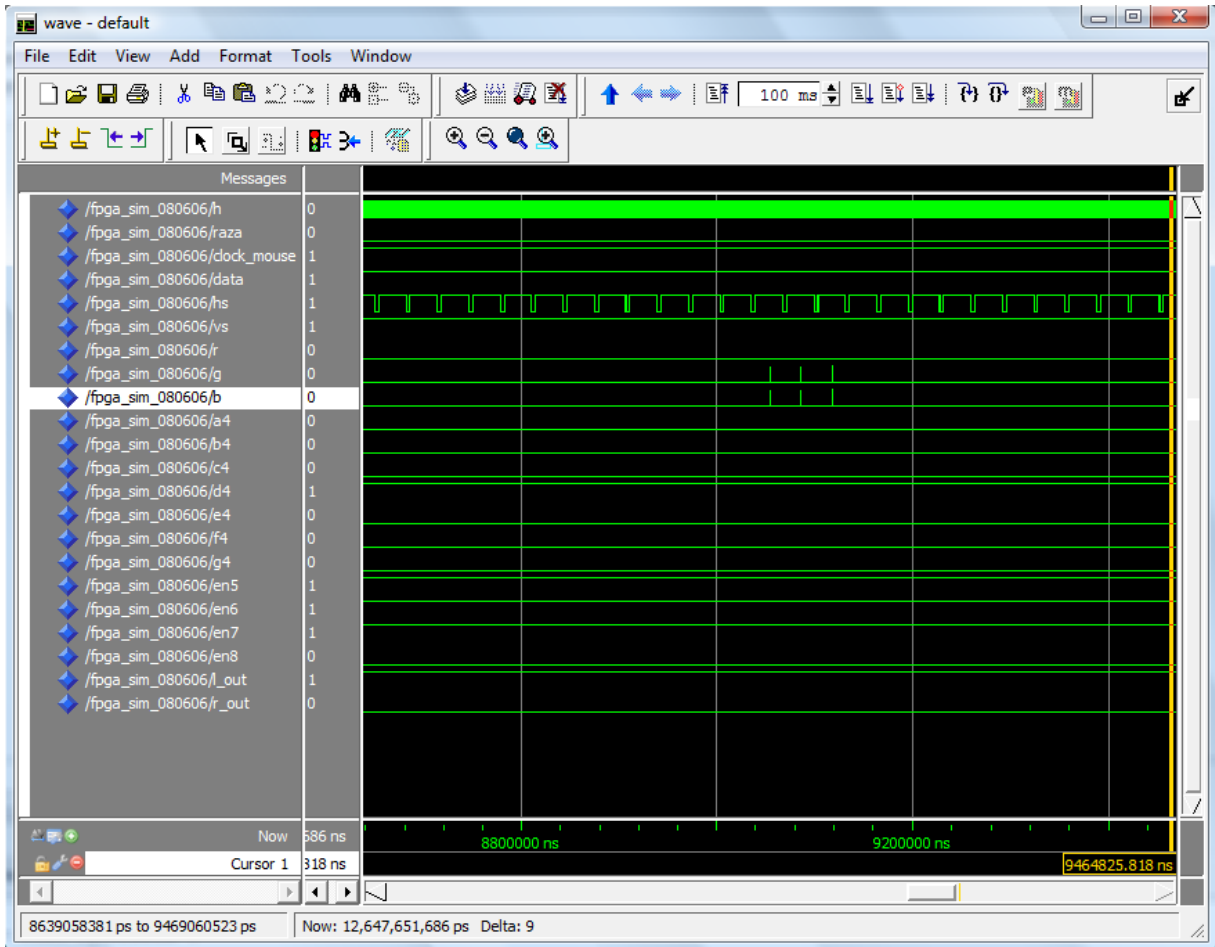 wave - default
File Edit View Add Format Tools Window
100 ms
Messages
/fpga_sim_080606/h 0
/fpga_sim_080606/raza 0
/fpga_sim_080606/clock_mouse 1
/fpga_sim_080606/data 1
/fpga_sim_080606/hs 1
/fpga_sim_080606/vs 1
/fpga_sim_080606/r 0
/fpga_sim_080606/g 0
/fpga_sim_080606/b 0
/fpga_sim_080606/a4 0
/fpga_sim_080606/b4 0
/fpga_sim_080606/c4 0
/fpga_sim_080606/d4 1
/fpga_sim_080606/e4 0
/fpga_sim_080606/f4 0
/fpga_sim_080606/g4 0
/fpga_sim_080606/en5 1
/fpga_sim_080606/en6 1
/fpga_sim_080606/en7 1
/fpga_sim_080606/en8 0
/fpga_sim_080606/l_out 1
/fpga_sim_080606/r_out 0
Now 686 ns 8800000 ns 9200000 ns
Cursor 1 318 ns 9464825.818 ns
8639058381 ps to 9469060523 ps Now: 12,647,651,686 ps Delta: 9